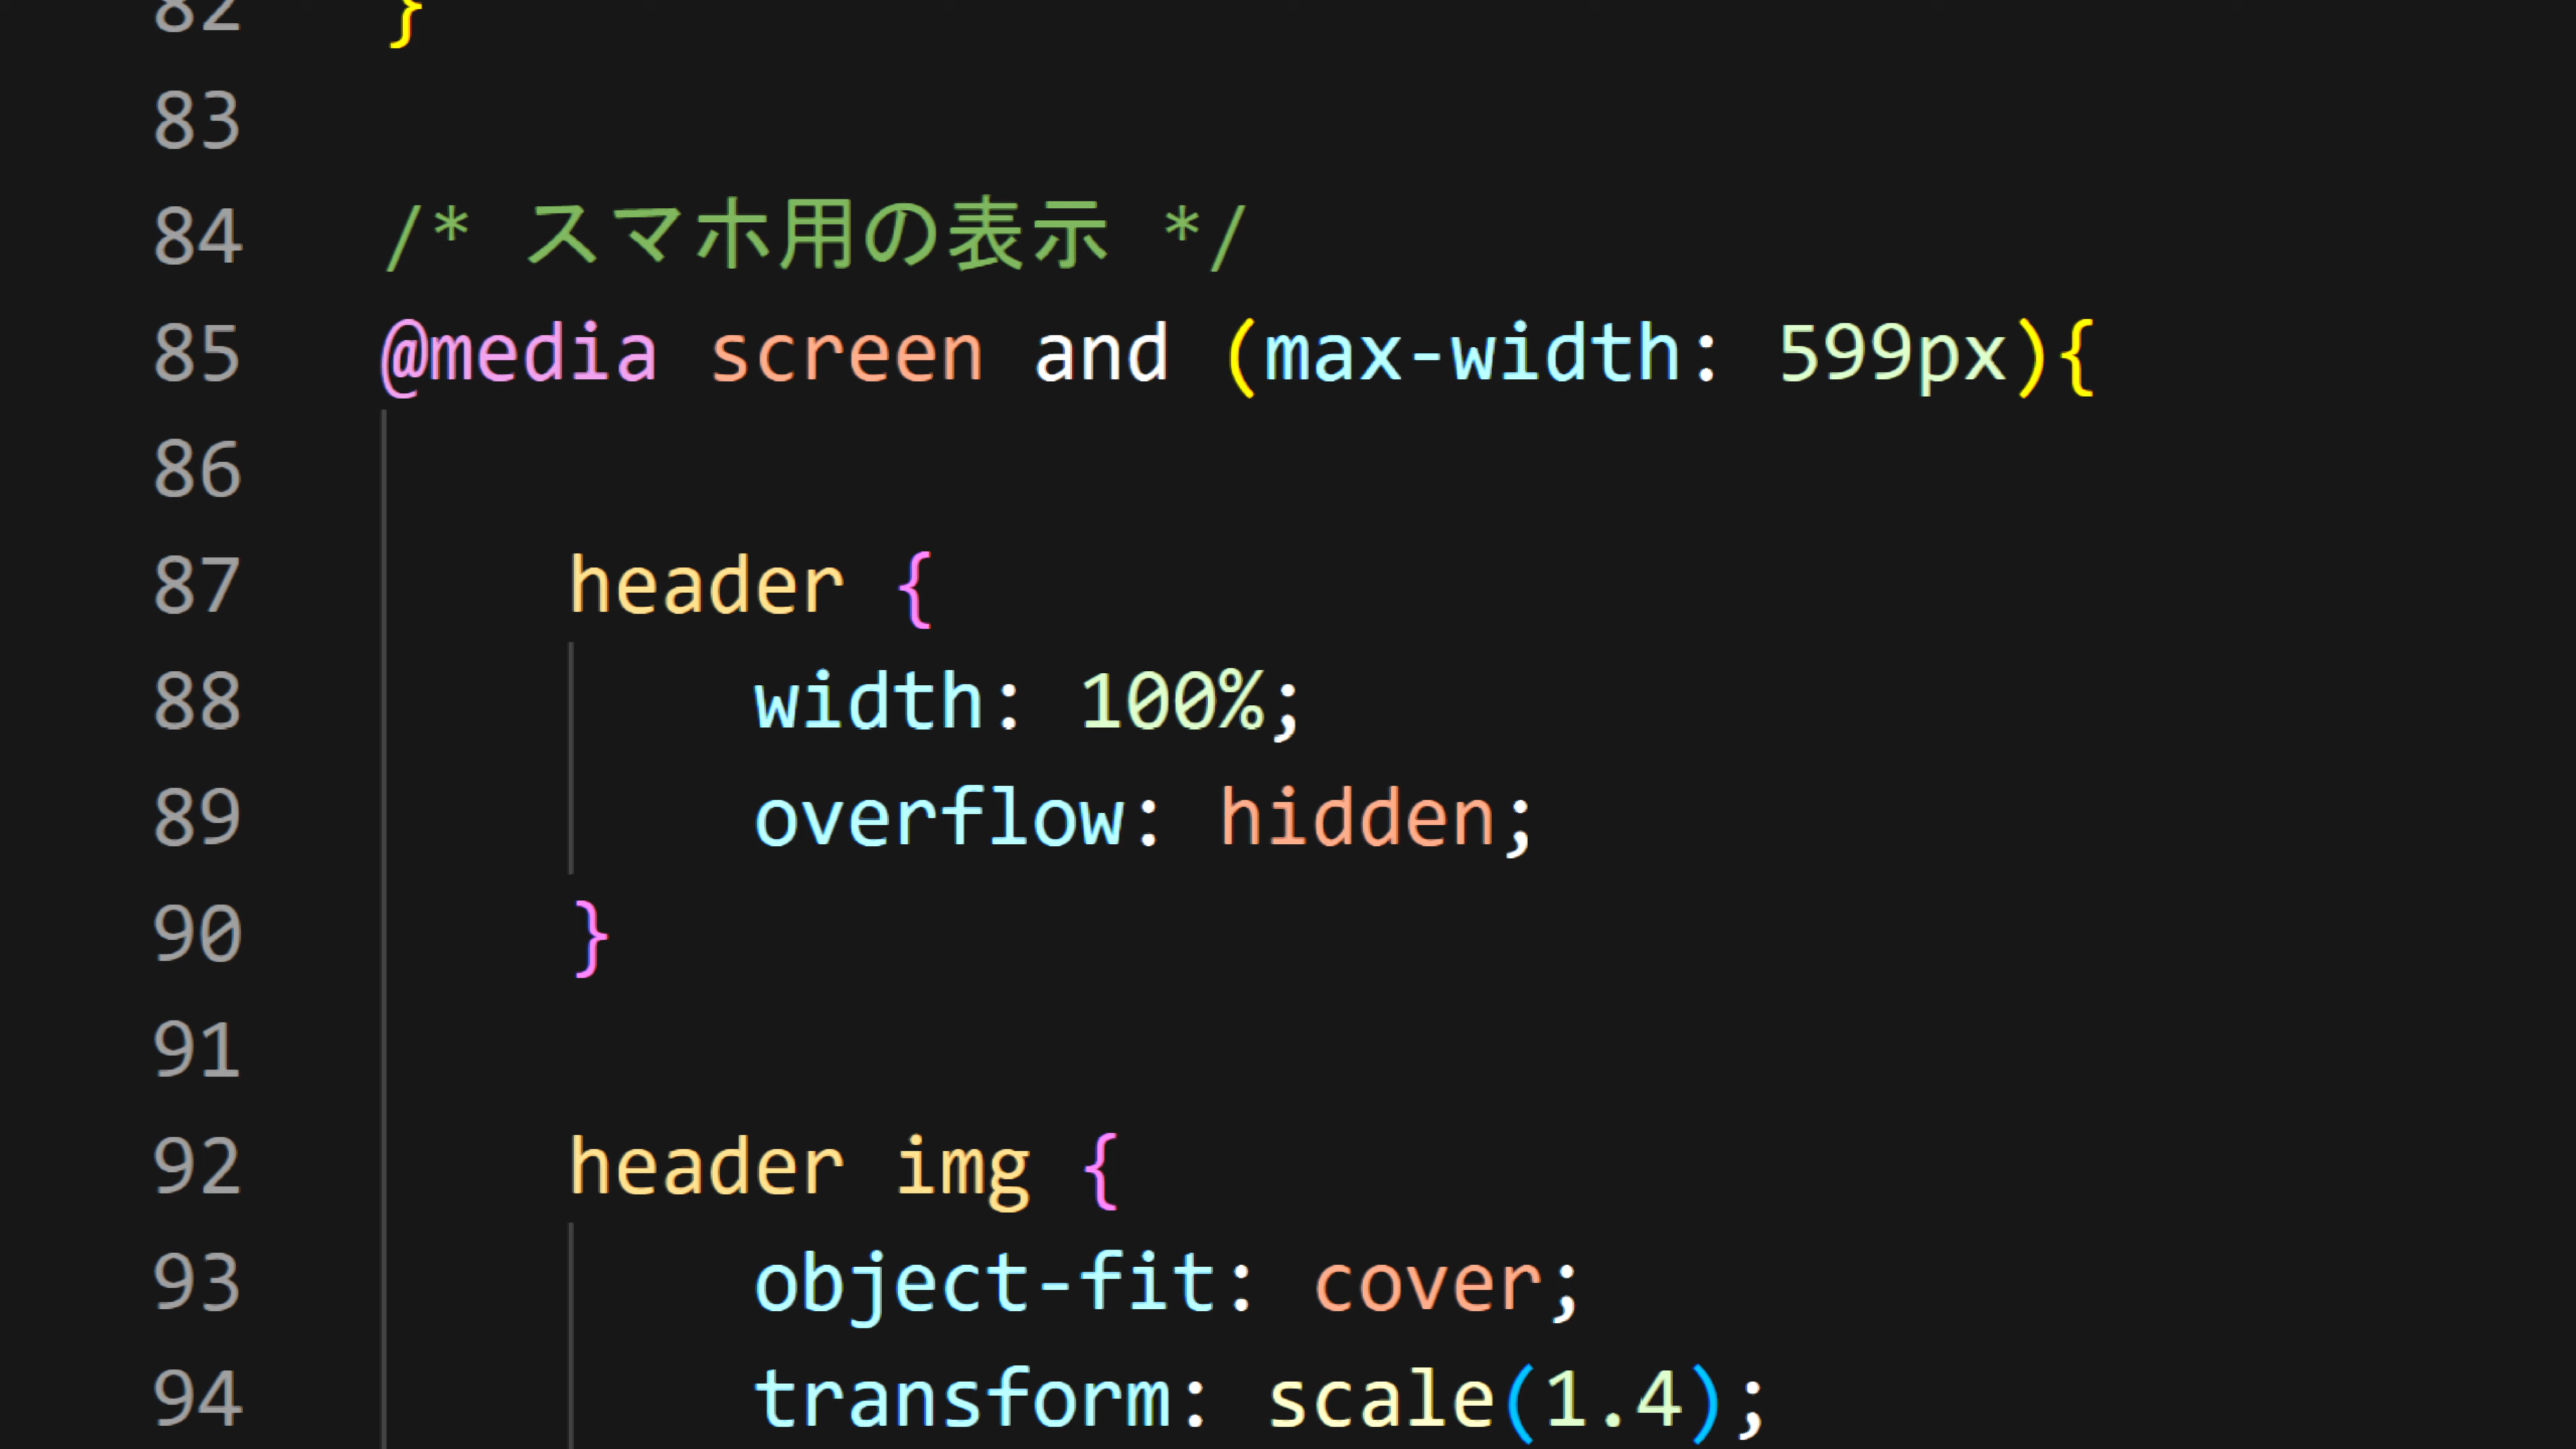 82 }
83
84 /* スマホ用の表示 */
85 @media screen and (max-width: 599px){
86
87 header {
88 width: 100%;
89 overflow: hidden;
90 }
91
92 header img {
93 object-fit: cover;
94 transform: scale(1.4);